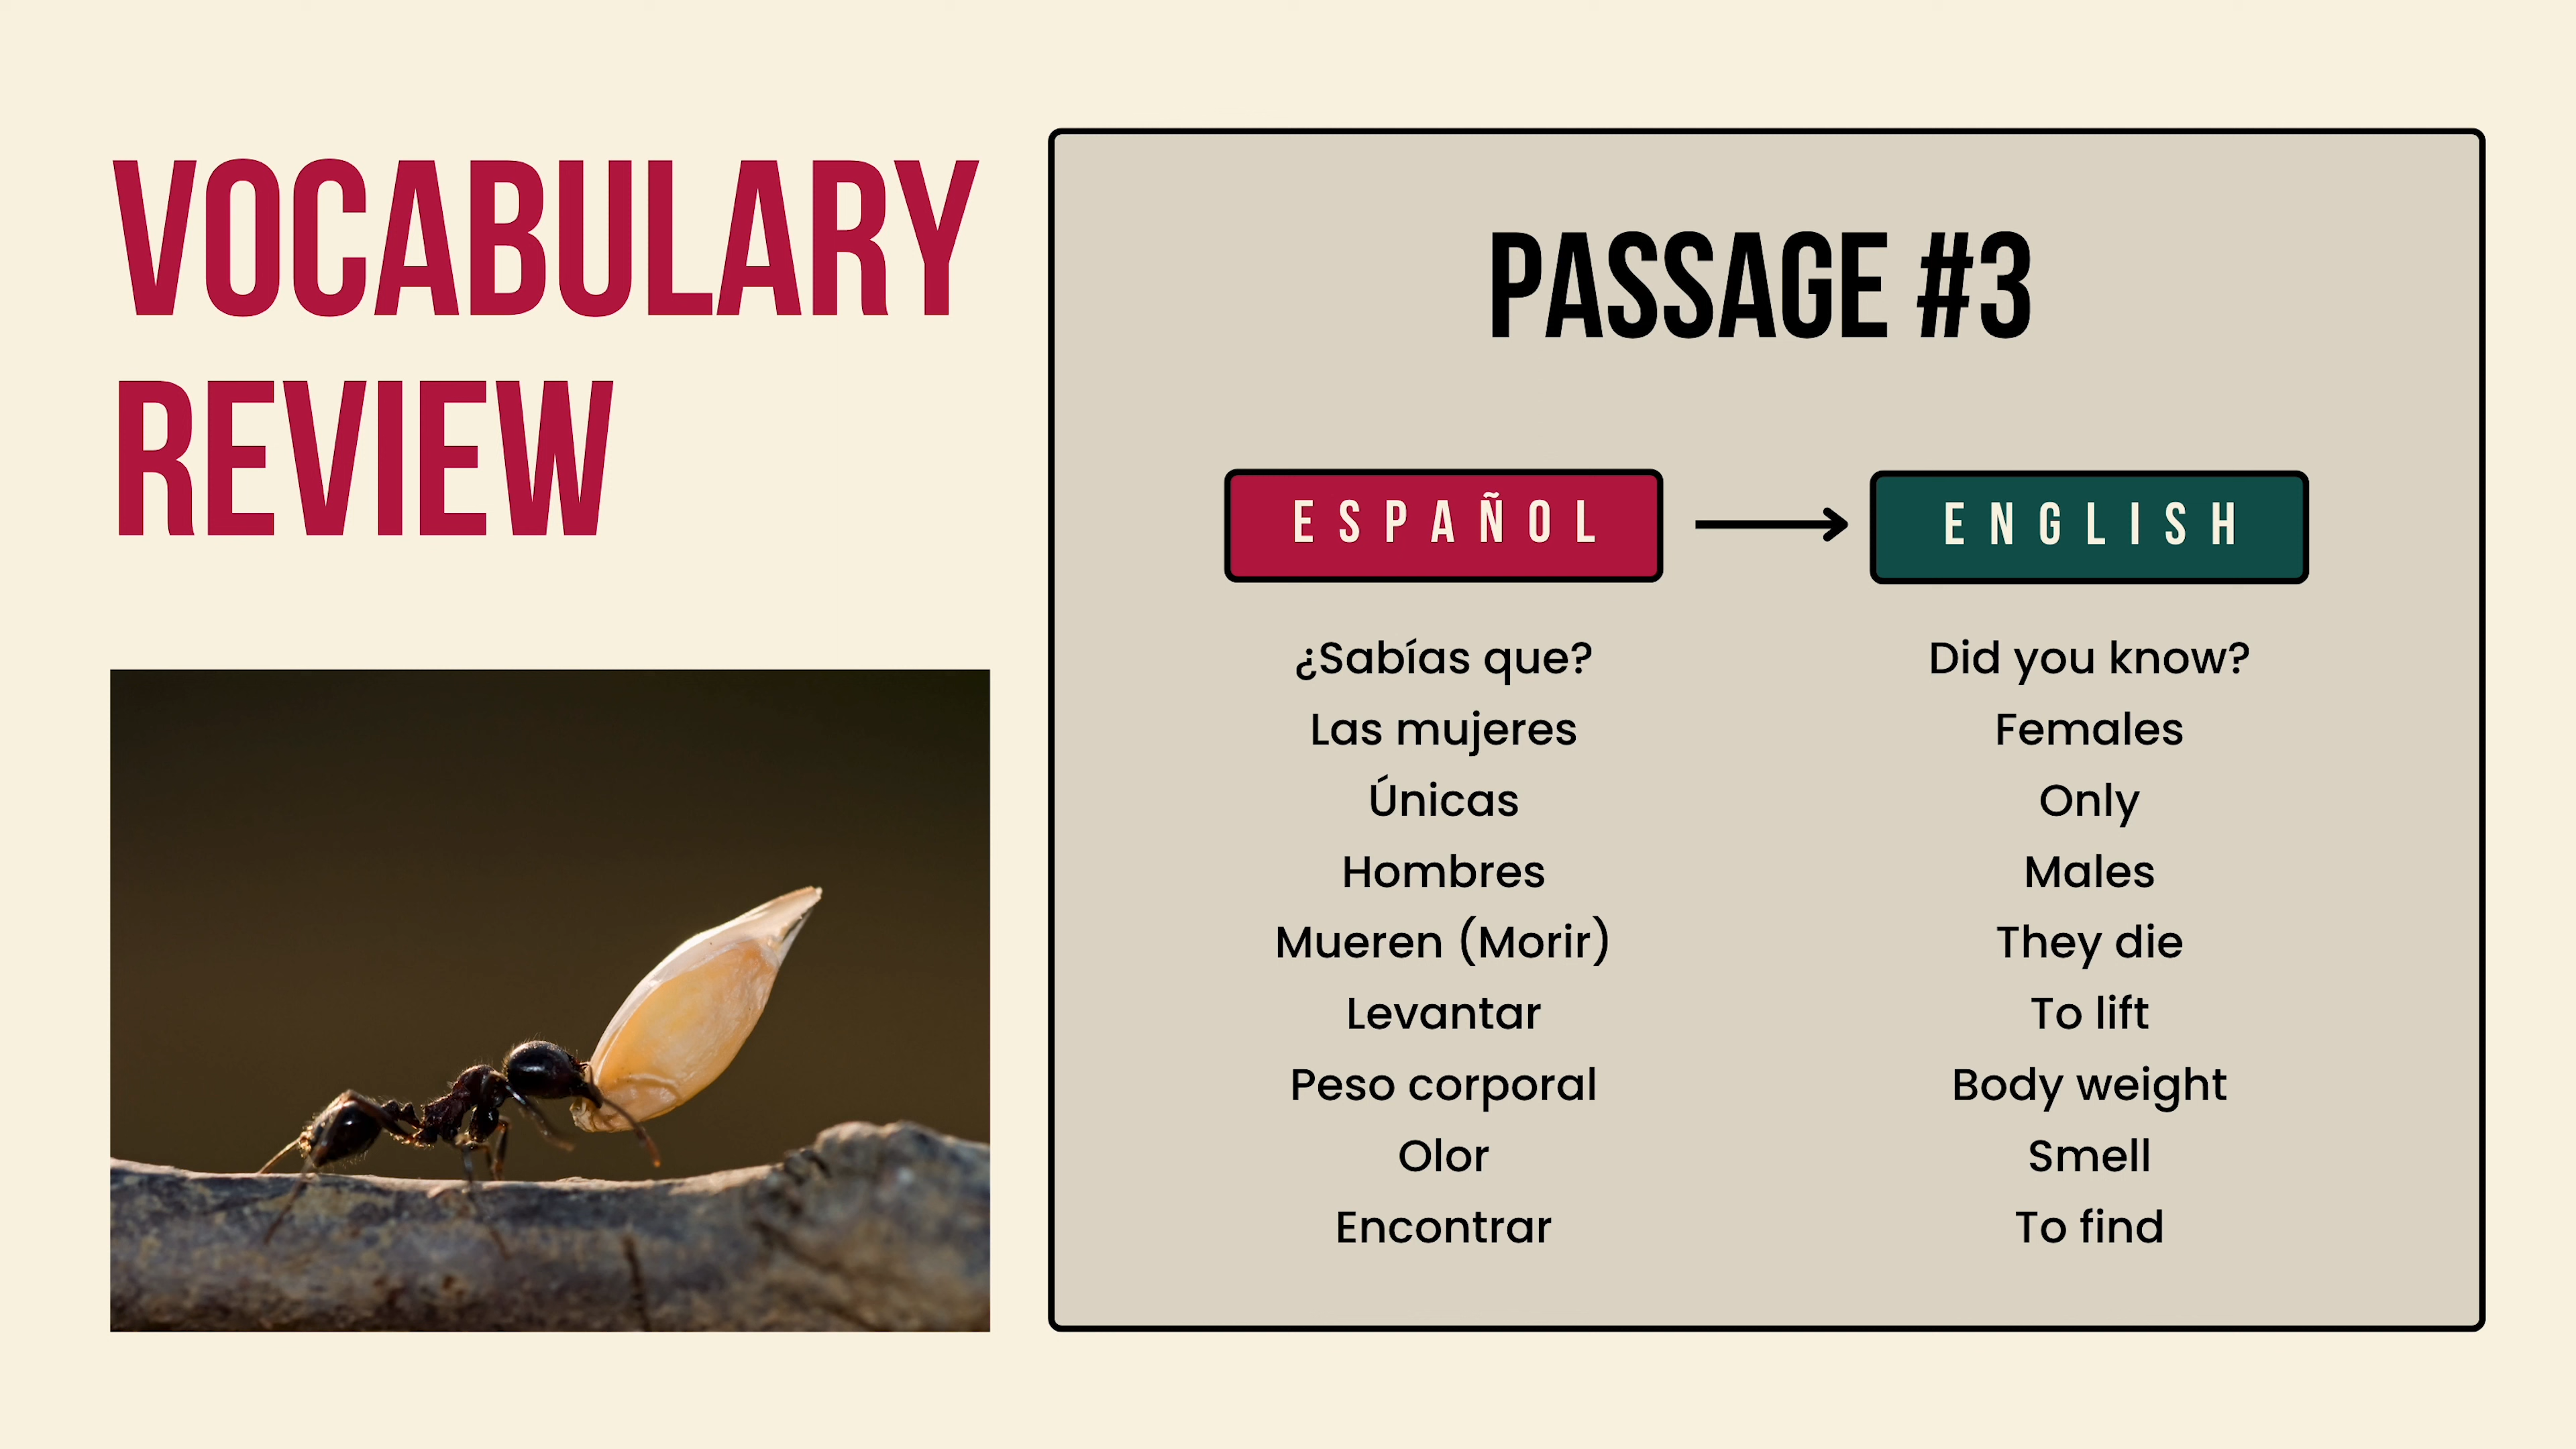 VOCABULARY
REVIEW
PASSAGE #3
ESPAÑOL
ENGLISH
¿Sabías que?
Did you know?
Las mujeres
Females
Únicas
Only
Hombres
Males
Mueren (Morir)
They die
Levantar
To lift
Peso corporal
Body weight
Olor
Smell
Encontrar
To find